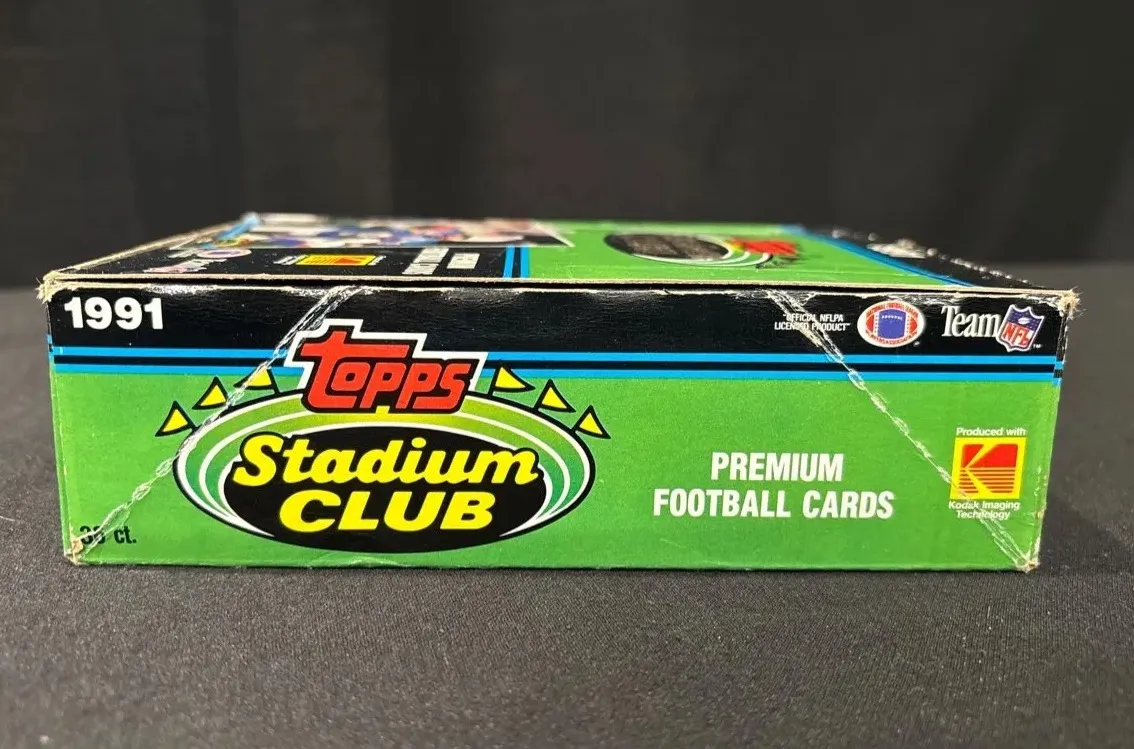 1991
"OFFICIAL NFLPA
LICENSED PRODUCT"
Team NFL
TOPPS
Stadium
CLUB
PREMIUM
FOOTBALL CARDS
Produced with
Kodak Imaging
Technology
ct.